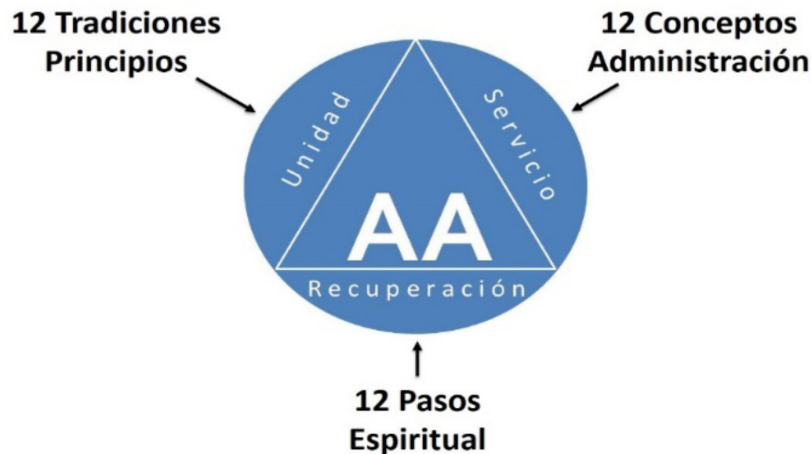 12 Tradiciones
Principios
12 Conceptos
Administración
Unidad
Servicio
AA
Recuperación
12 Pasos
Espiritual